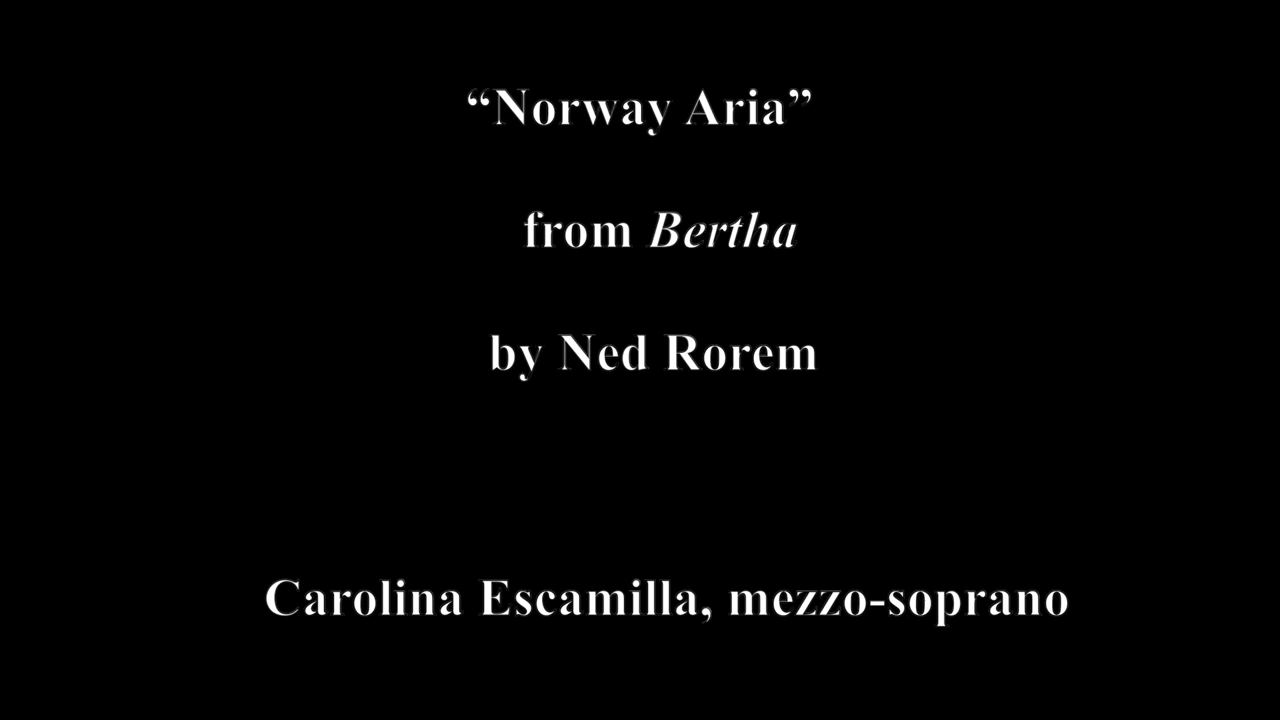 “Norway Aria”
from Bertha
by Ned Rorem
Carolina Escamilla, mezzo-soprano